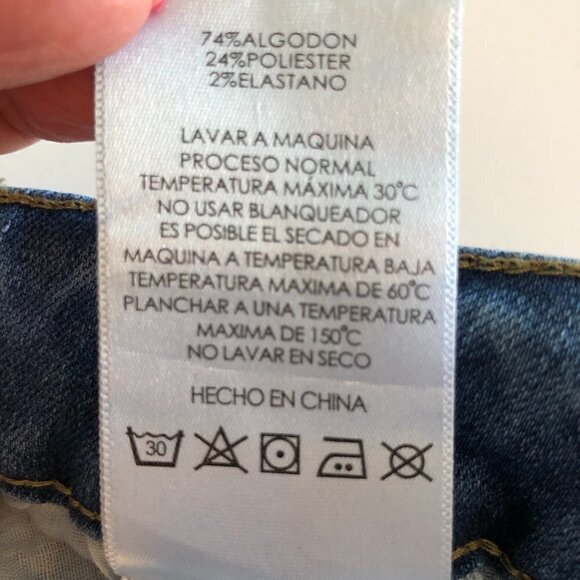 74%ALGODON
24%POLIESTER
2%ELASTANO
LAVAR A MAQUINA
PROCESO NORMAL
TEMPERATURA MÁXIMA 30°C
NO USAR BLANQUEADOR
ES POSIBLE EL SECADO EN
MAQUINA A TEMPERATURA BAJA
TEMPERATURA MAXIMA DE 60°C
PLANCHAR A UNA TEMPERATURA
MAXIMA DE 150°C
NO LAVAR EN SECO
HECHO EN CHINA
30